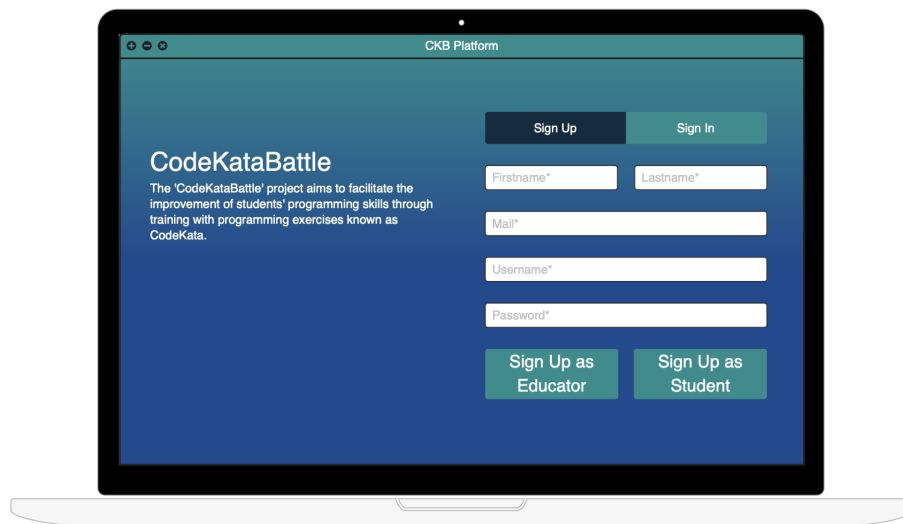 CKB Platform
CodeKataBattle
The 'CodeKataBattle' project aims to facilitate the
improvement of students' programming skills through
training with programming exercises known as
CodeKata.
Sign Up
Sign In
Firstname*
Lastname*
Mail*
Username*
Password*
Sign Up as
Educator
Sign Up as
Student